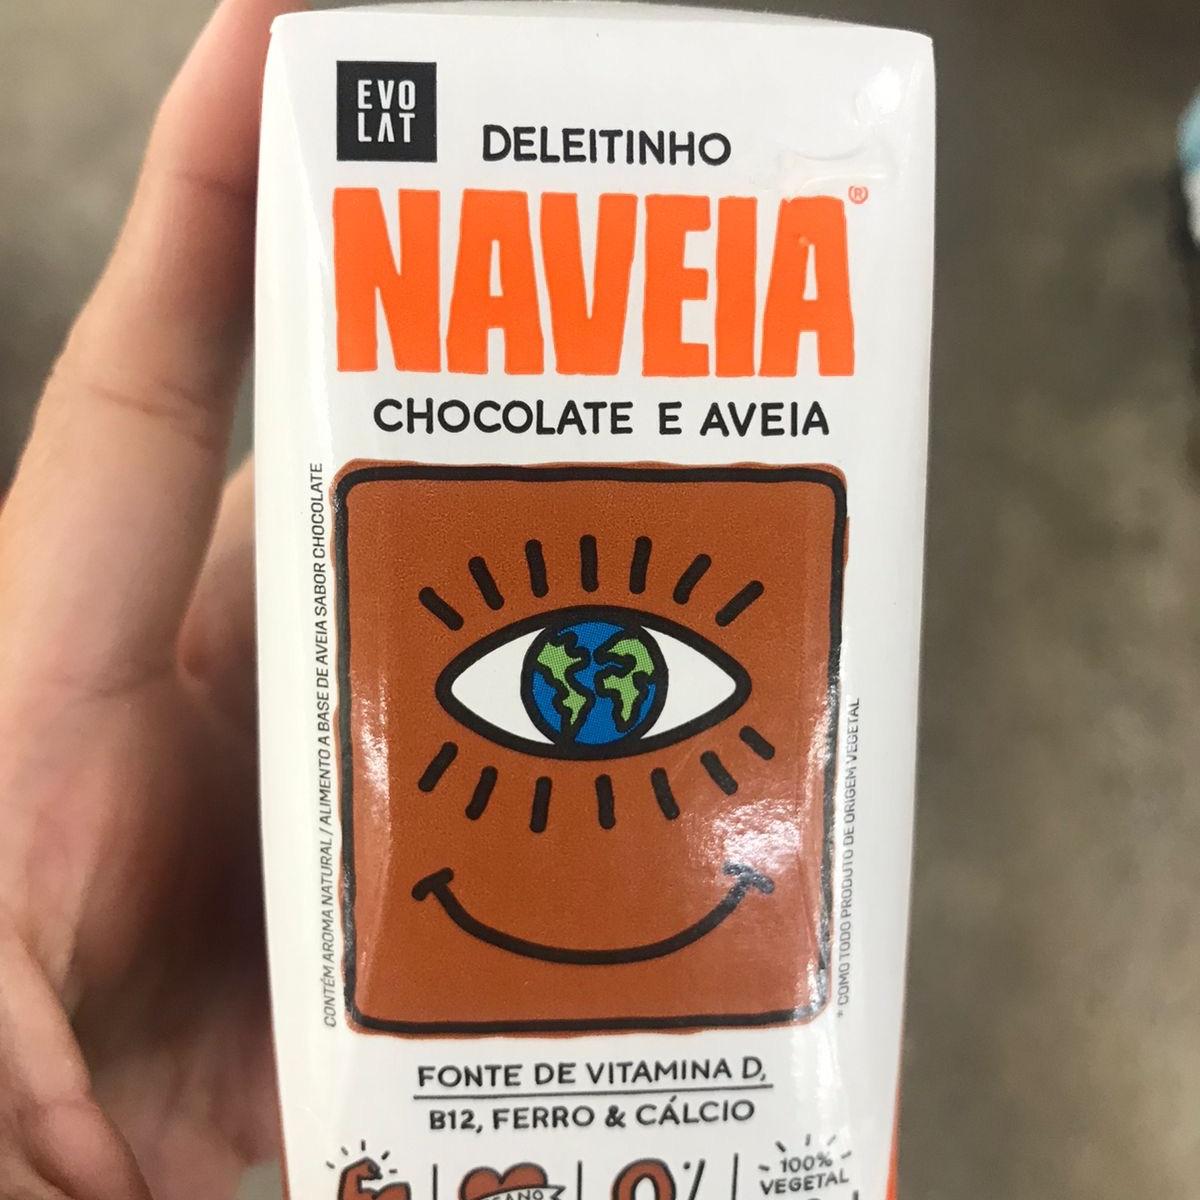 EVO
LAT
DELEITINHO
NAVEIA®
CHOCOLATE E AVEIA
CONTÉM AROMA NATURAL / ALIMENTO A BASE DE AVEIA SABOR CHOCOLATE
* COMO TODO PRODUTO DE ORIGEM VEGETAL
FONTE DE VITAMINA D,
B12, FERRO & CÁLCIO
0%
100%
VEGETAL